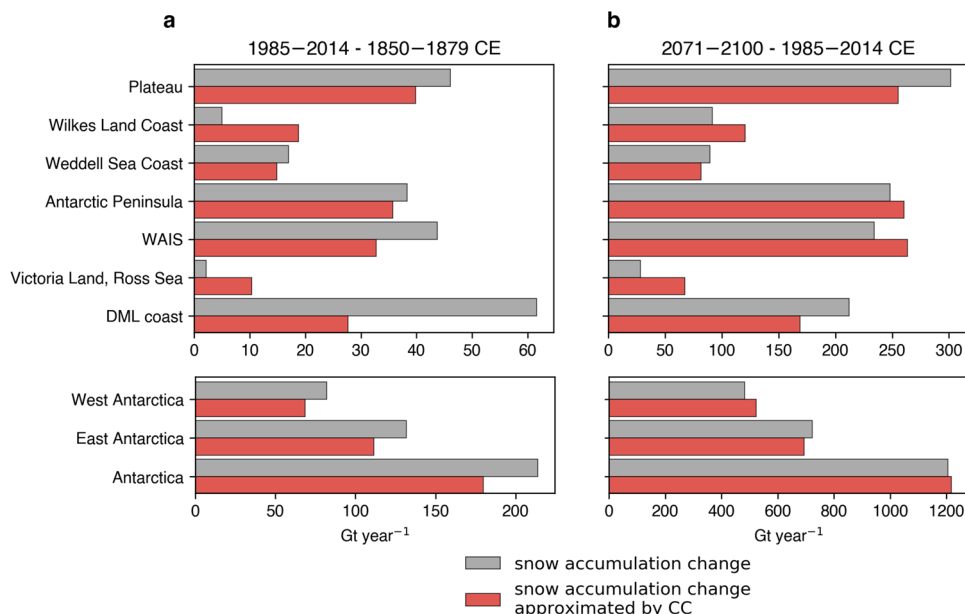 a
b
1985−2014 - 1850−1879 CE
2071−2100 - 1985−2014 CE
Plateau
Wilkes Land Coast
Weddell Sea Coast
Antarctic Peninsula
WAIS
Victoria Land, Ross Sea
DML coast
0 10 20 30 40 50 60
0 50 100 150 200 250 300
West Antarctica
East Antarctica
Antarctica
0 50 100 150 200
0 200 400 600 800 1000 1200
Gt year⁻¹
Gt year⁻¹
snow accumulation change
snow accumulation change
approximated by CC